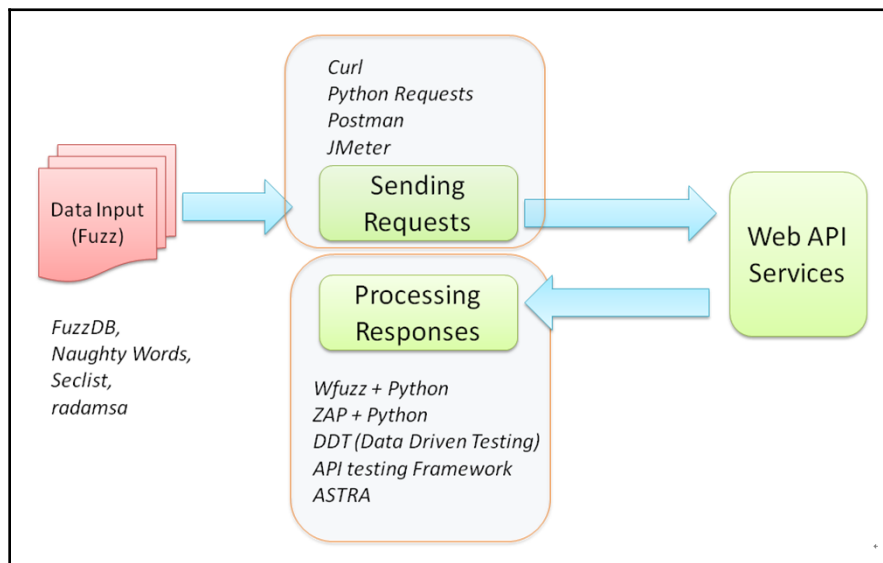 Curl
Python Requests
Postman
JMeter
Sending
Requests
Data Input
(Fuzz)
Web API
Services
Processing
Responses
FuzzDB,
Naughty Words,
Seclist,
radamsa
Wfuzz + Python
ZAP + Python
DDT (Data Driven Testing)
API testing Framework
ASTRA